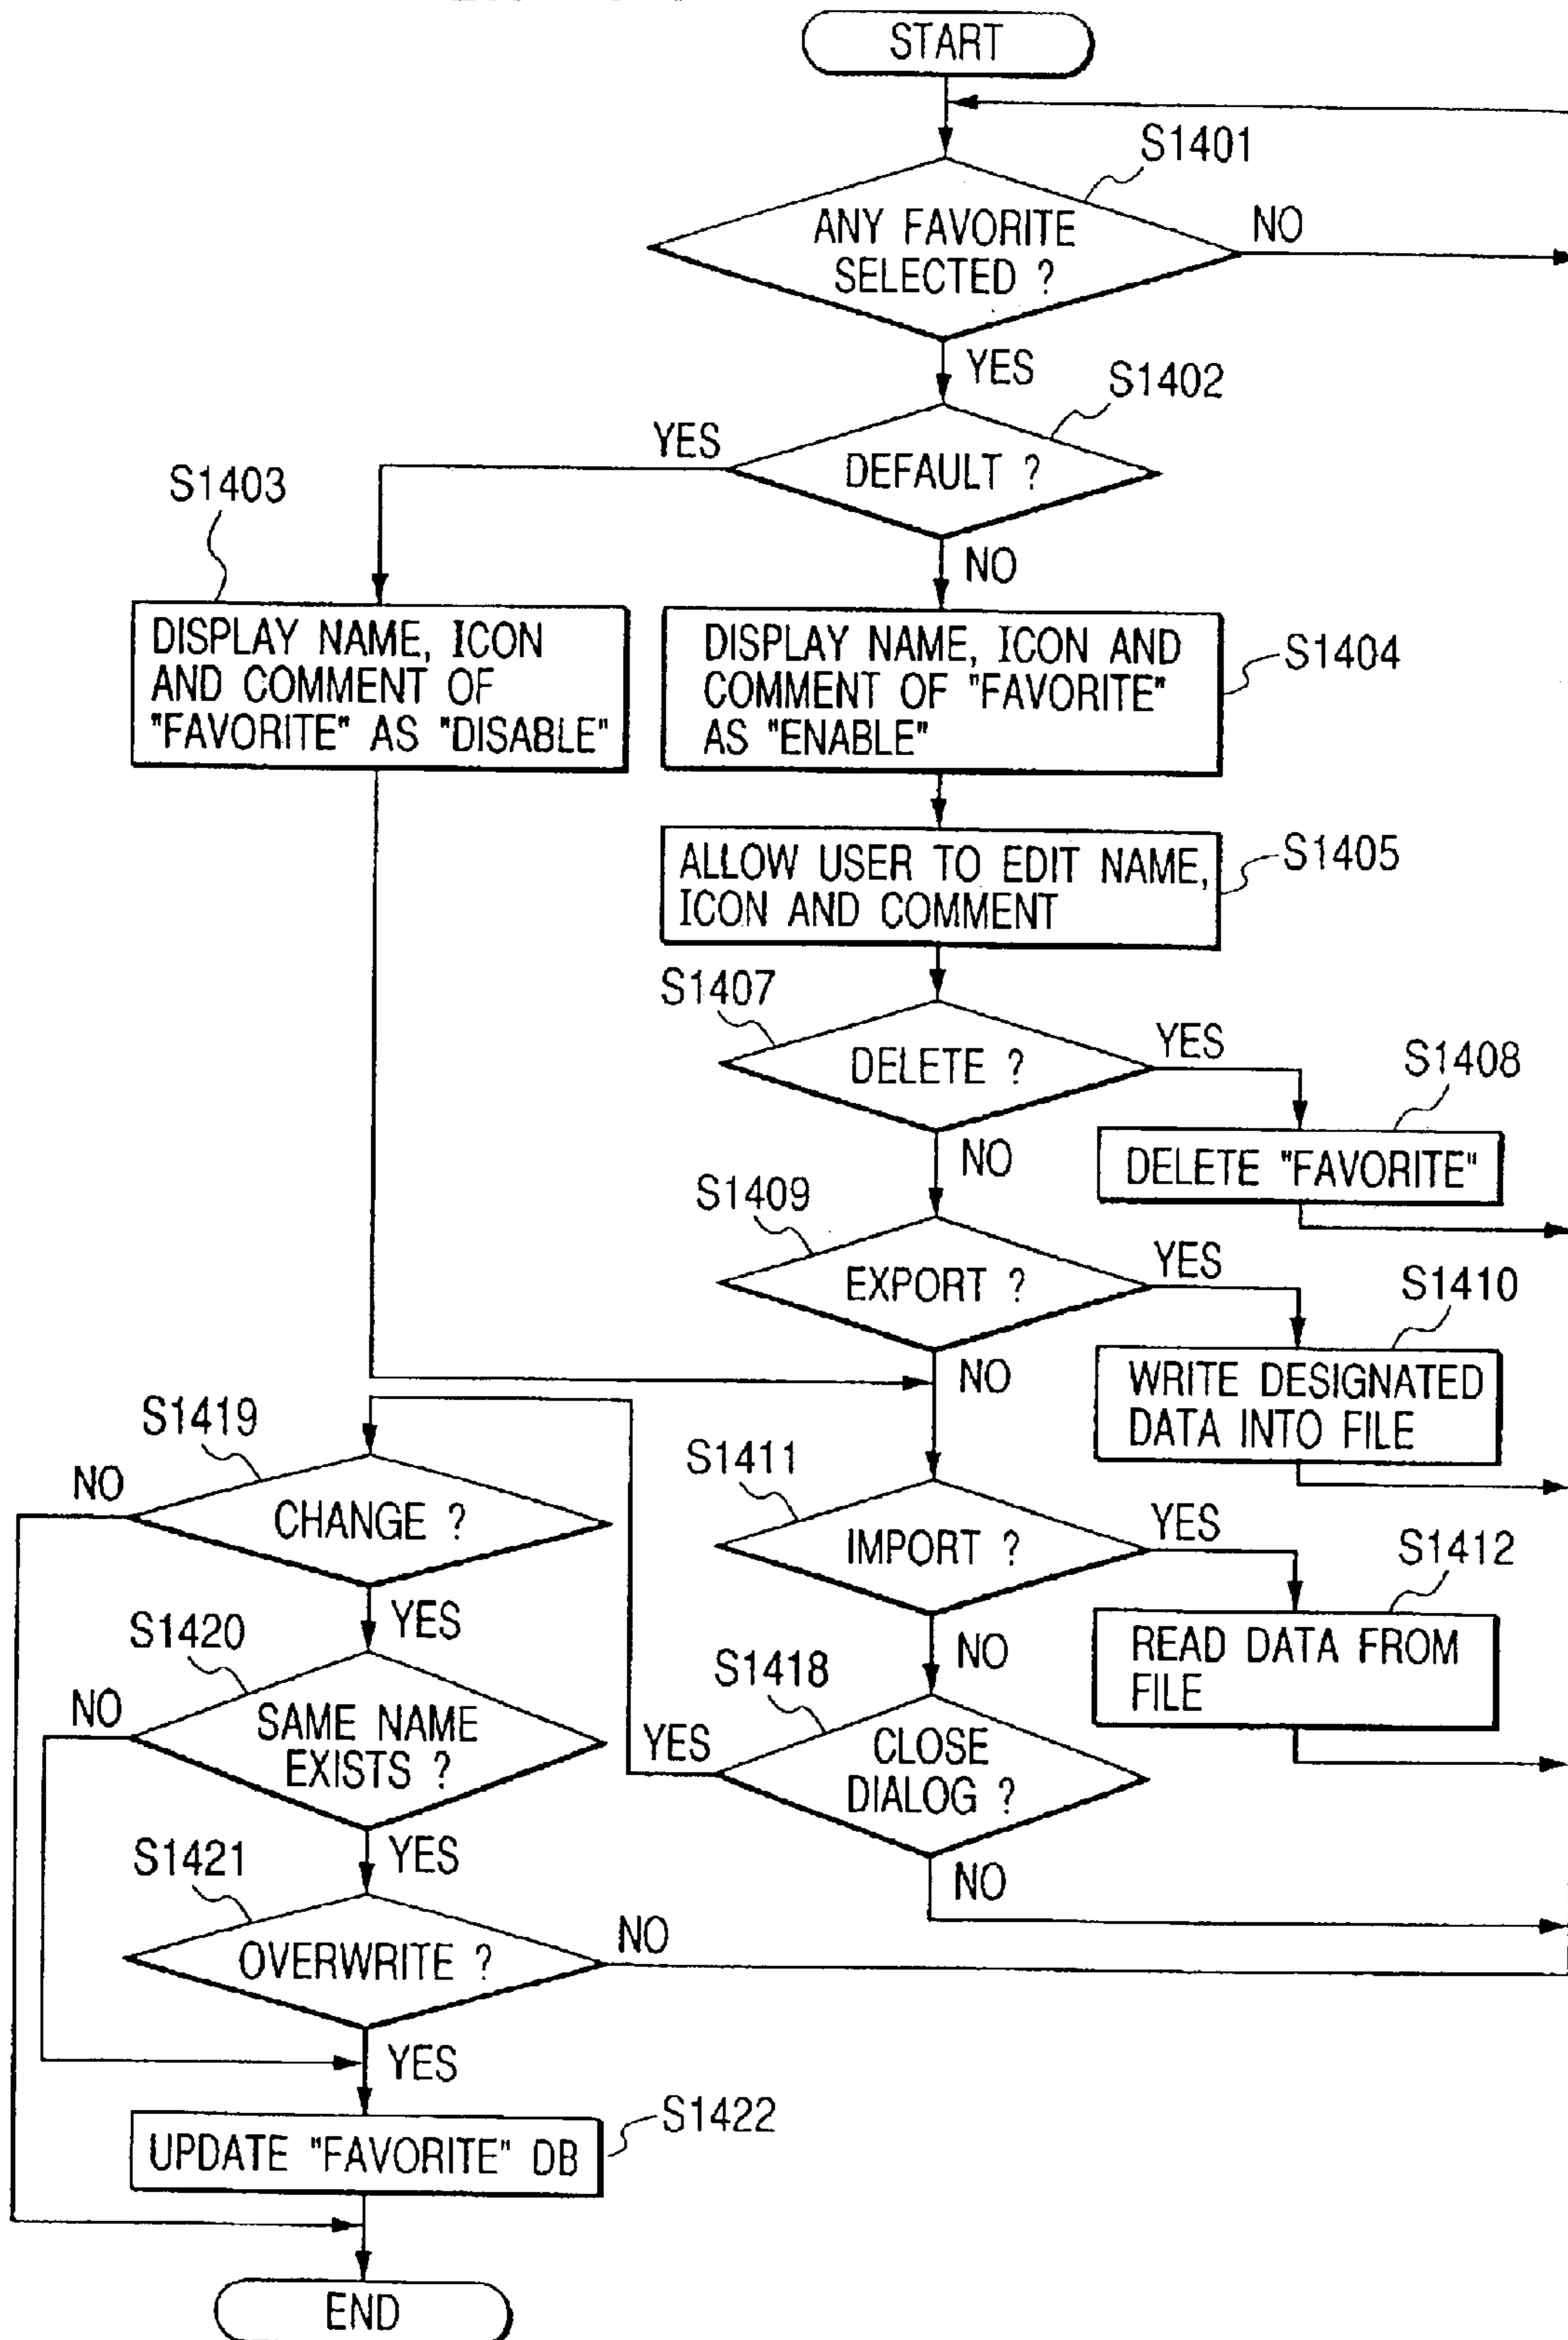 START
S1401
ANY FAVORITE
SELECTED ?
NO
YES
S1402
YES
DEFAULT ?
S1403
NO
DISPLAY NAME, ICON
AND COMMENT OF
"FAVORITE" AS "DISABLE"
DISPLAY NAME, ICON AND
COMMENT OF "FAVORITE"
AS "ENABLE"
S1404
ALLOW USER TO EDIT NAME,
ICON AND COMMENT
S1405
S1407
DELETE ?
YES
S1408
NO
DELETE "FAVORITE"
S1409
EXPORT ?
YES
S1410
NO
WRITE DESIGNATED
DATA INTO FILE
S1419
NO
CHANGE ?
S1411
IMPORT ?
YES
S1412
YES
NO
READ DATA FROM
FILE
S1420
NO
SAME NAME
EXISTS ?
S1418
YES
CLOSE
DIALOG ?
YES
NO
S1421
OVERWRITE ?
NO
YES
UPDATE "FAVORITE" DB
S1422
END